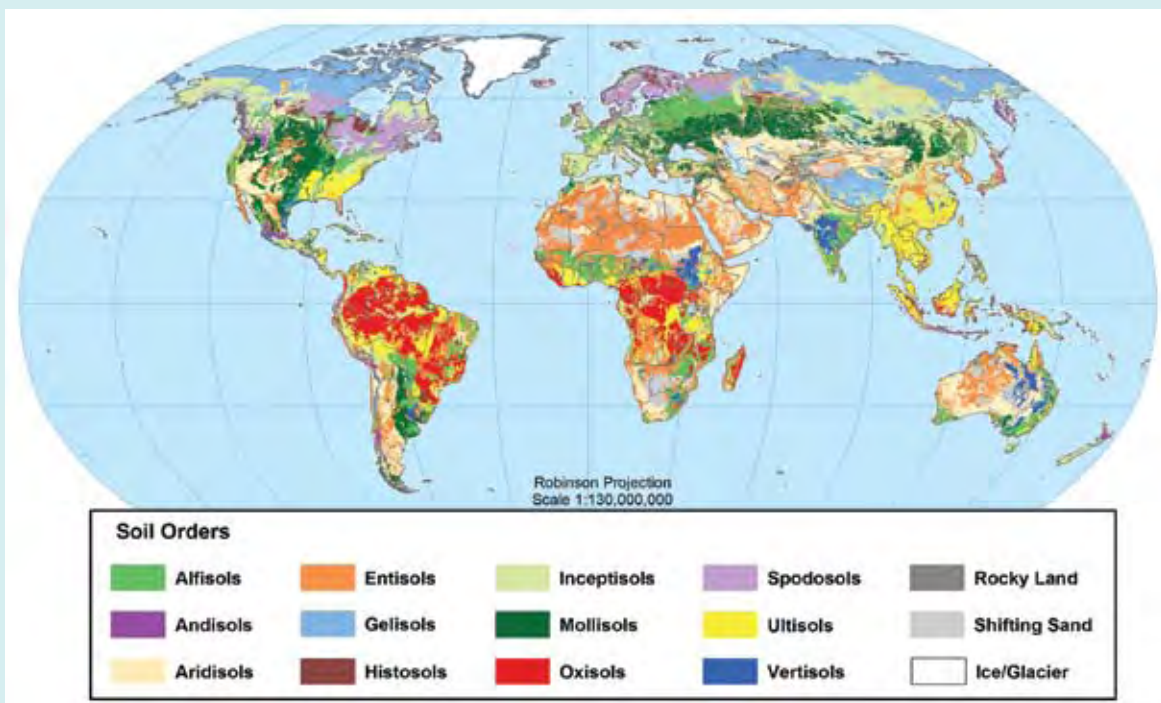 Robinson Projection
Scale 1:130,000,000
Soil Orders
Alfisols Entisols Inceptisols Spodosols Rocky Land
Andisols Gelisols Mollisols Ultisols Shifting Sand
Aridisols Histosols Oxisols Vertisols Ice/Glacier